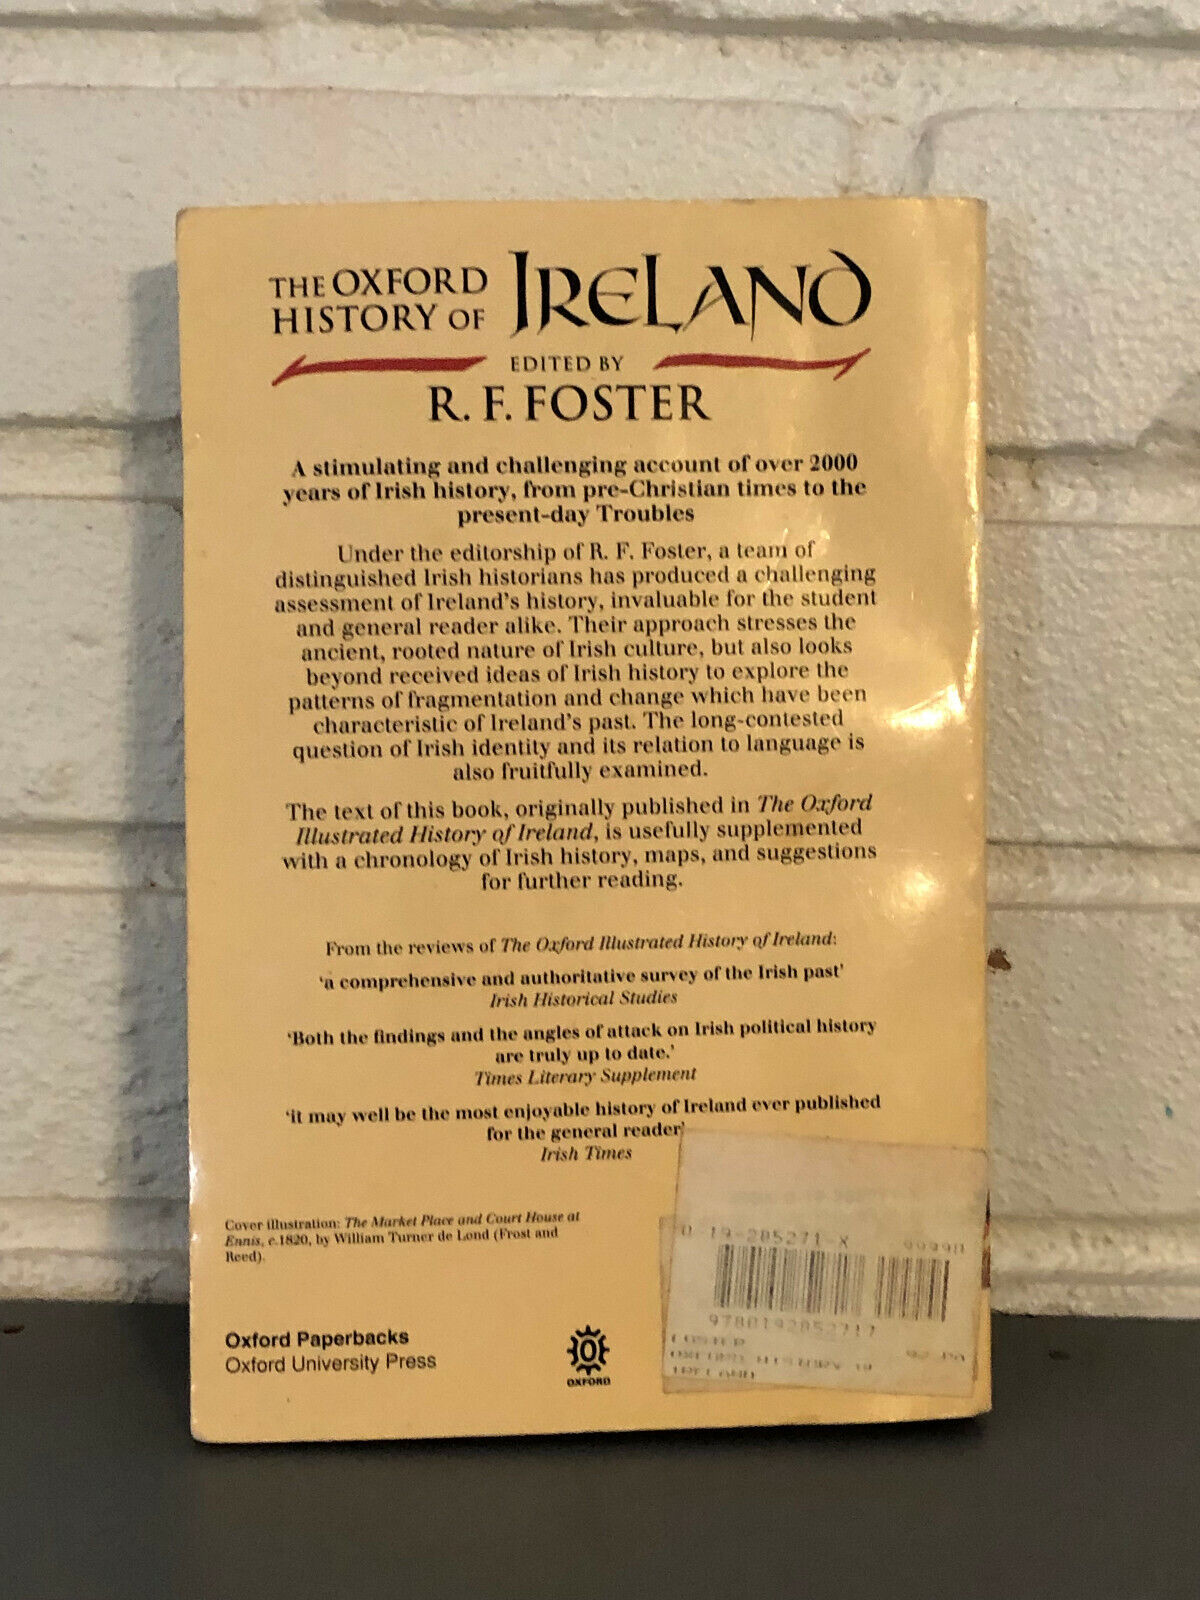 THE OXFORD
HISTORY OF IRELAND
EDITED BY
R. F. FOSTER
A stimulating and challenging account of over 2000
years of Irish history, from pre-Christian times to the
present-day Troubles
Under the editorship of R. F. Foster, a team of
distinguished Irish historians has produced a challenging
assessment of Ireland's history, invaluable for the student
and general reader alike. Their approach stresses the
ancient, rooted nature of Irish culture, but also looks
beyond received ideas of Irish history to explore the
patterns of fragmentation and change which have been
characteristic of Ireland's past. The long-contested
question of Irish identity and its relation to language is
also fruitfully examined.
The text of this book, originally published in The Oxford
Illustrated History of Ireland, is usefully supplemented
with a chronology of Irish history, maps, and suggestions
for further reading.
From the reviews of The Oxford Illustrated History of Ireland:
'a comprehensive and authoritative survey of the Irish past'
Irish Historical Studies
'Both the findings and the angles of attack on Irish political history
are truly up to date.'
Times Literary Supplement
'it may well be the most enjoyable history of Ireland ever published
for the general reader'
Irish Times
Cover illustration: The Market Place and Court House at
Ennis, c.1820, by William Turner de Lond (Frost and
Reed).
Oxford Paperbacks
Oxford University Press
OXFORD
0-19-285271-X 99990
9780192852717
FOSTER
OXFORD HISTORY
IRELAND